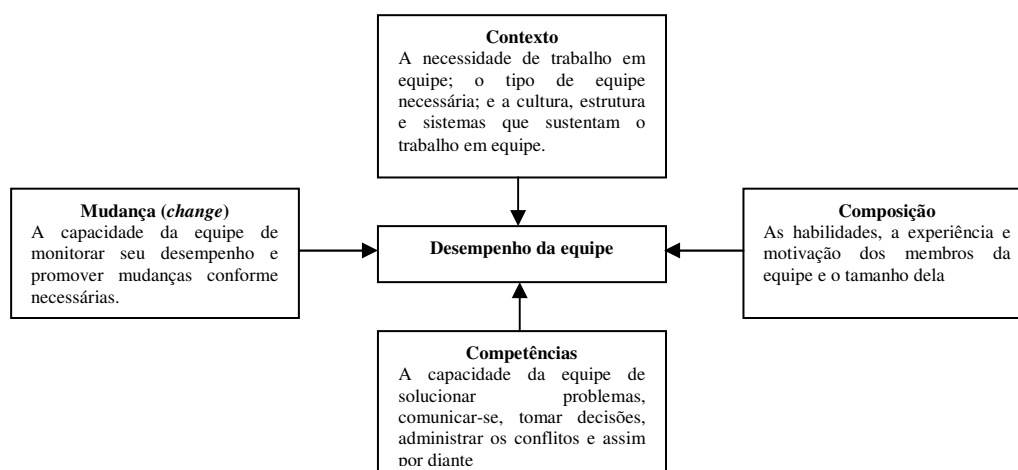 Contexto
A necessidade de trabalho em
equipe; o tipo de equipe
necessária; e a cultura, estrutura
e sistemas que sustentam o
trabalho em equipe.
Mudança (change)
A capacidade da equipe de
monitorar seu desempenho e
promover mudanças conforme
necessárias.
Desempenho da equipe
Composição
As habilidades, a experiência e
motivação dos membros da
equipe e o tamanho dela
Competências
A capacidade da equipe de
solucionar problemas,
comunicar-se, tomar decisões,
administrar os conflitos e assim
por diante